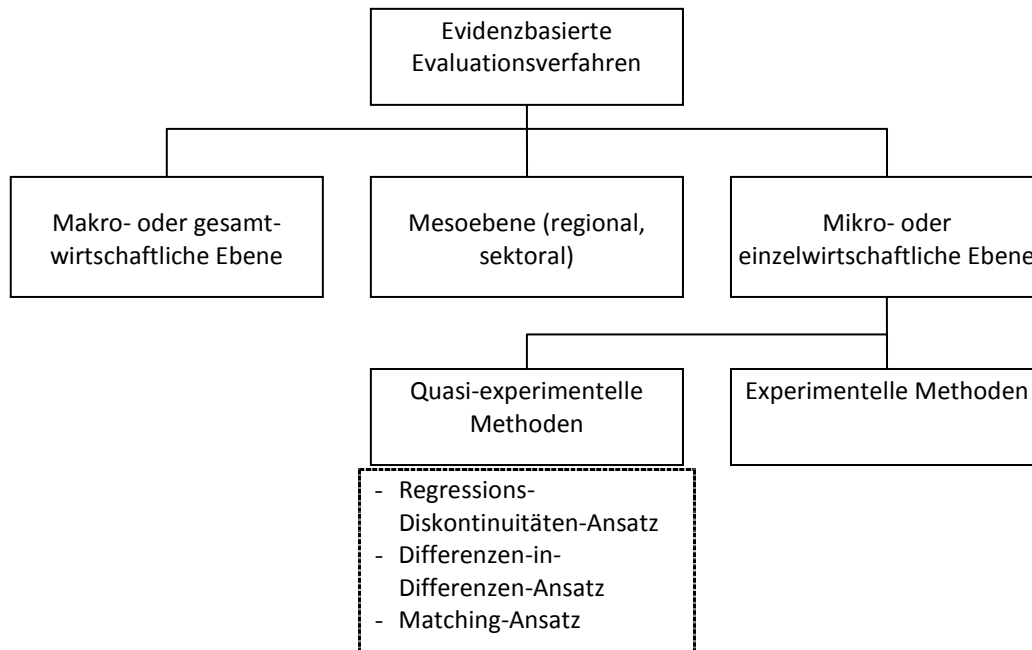 Evidenzbasierte
Evaluationsverfahren
Makro- oder gesamt-
wirtschaftliche Ebene
Mesoebene (regional,
sektoral)
Mikro- oder
einzelwirtschaftliche Ebene
Quasi-experimentelle
Methoden
Experimentelle Methoden
- Regressions-
Diskontinuitäten-Ansatz
- Differenzen-in-
Differenzen-Ansatz
- Matching-Ansatz